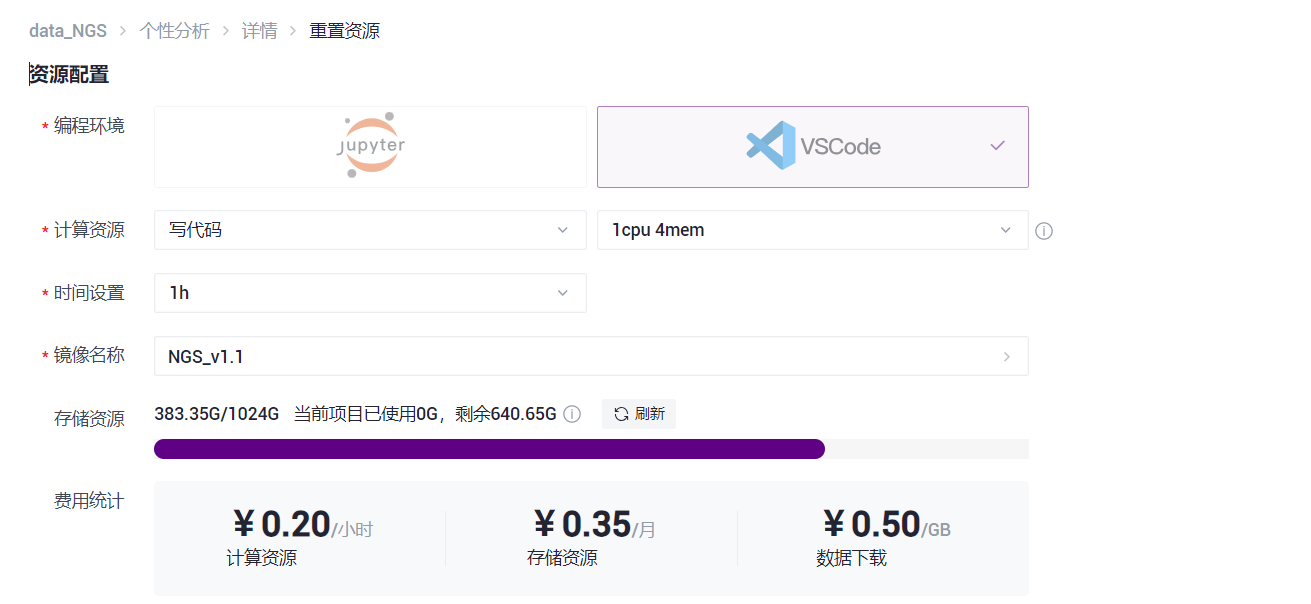 data_NGS > 个性分析 > 详情 > 重置资源
资源配置
* 编程环境
jupyter
VSCode
* 计算资源 写代码 1cpu 4mem
* 时间设置 1h
* 镜像名称 NGS_v1.1
存储资源 383.35G/1024G 当前项目已使用0G，剩余640.65G 刷新
费用统计
¥ 0.20/小时 ¥ 0.35/月 ¥ 0.50/GB
计算资源 存储资源 数据下载